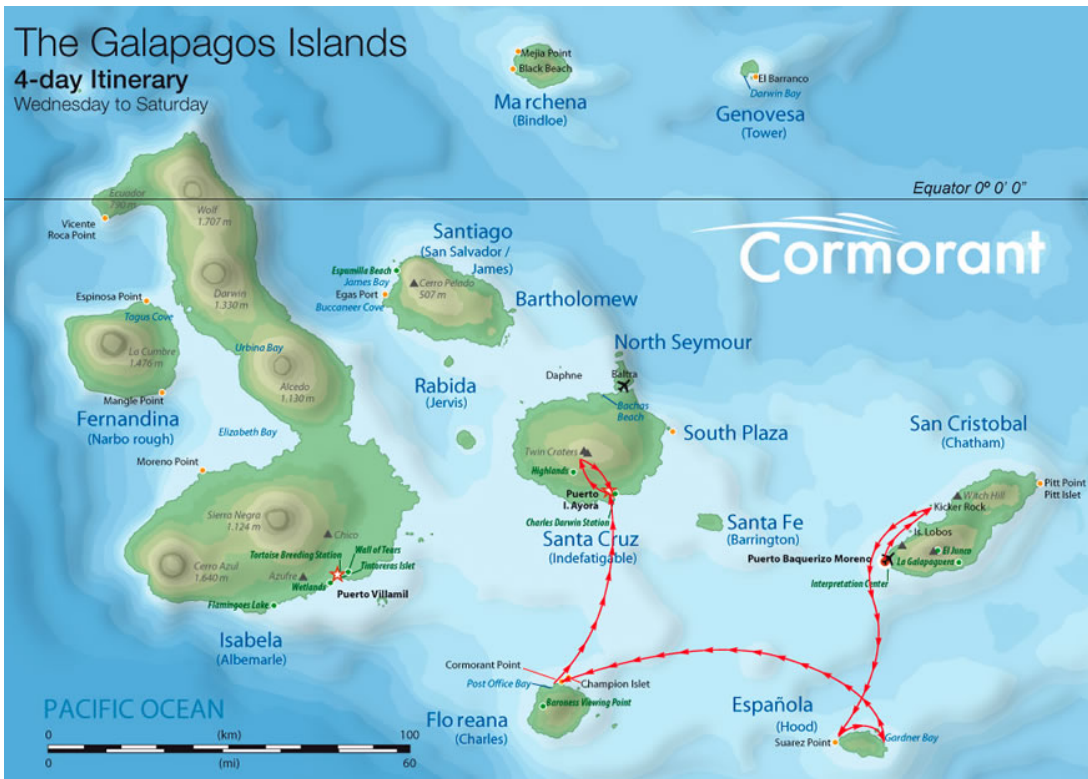 The Galapagos Islands
4-day Itinerary
Wednesday to Saturday
Mejia Point
Black Beach
Ma rchena
(Bindloe)
El Barranco
Darwin Bay
Genovesa
(Tower)
Equator 0º 0' 0"
Cormorant
Ecuador
790 m
Wolf
1.707 m
Vicente
Roca Point
Darwin
1.330 m
Espinosa Point
Tagus Cove
La Cumbre
1.476 m
Urbina Bay
Alcedo
1.130 m
Mangle Point
Fernandina
(Narbo rough)
Elizabeth Bay
Moreno Point
Santiago
(San Salvador /
James)
Espumilla Beach
James Bay
Egas Port
Buccaneer Cove
Cerro Pelado
507 m
Bartholomew
Rabida
(Jervis)
North Seymour
Daphne
Baltra
Bachas
Beach
South Plaza
Twin Craters
Highlands
Puerto
I. Ayora
Charles Darwin Station
Santa Cruz
(Indefatigable)
Santa Fe
(Barrington)
San Cristobal
(Chatham)
Pitt Point
Pitt Islet
Witch Hill
Kicker Rock
Is. Lobos
El Junco
Puerto Baquerizo Moreno
La Galapaguera
Interpretation Center
Sierra Negra
1.124 m
Chico
Cerro Azul
1.640 m
Tortoise Breeding Station
Wall of Tears
Tintoreras Islet
Azufre
Wetlands
Puerto Villamil
Flamingoes Lake
Isabela
(Albemarle)
Cormorant Point
Post Office Bay
Champion Islet
Baroness Viewing Point
Flo reana
(Charles)
Española
(Hood)
Suarez Point
Gardner Bay
PACIFIC OCEAN
0 (km) 100
0 (mi) 60